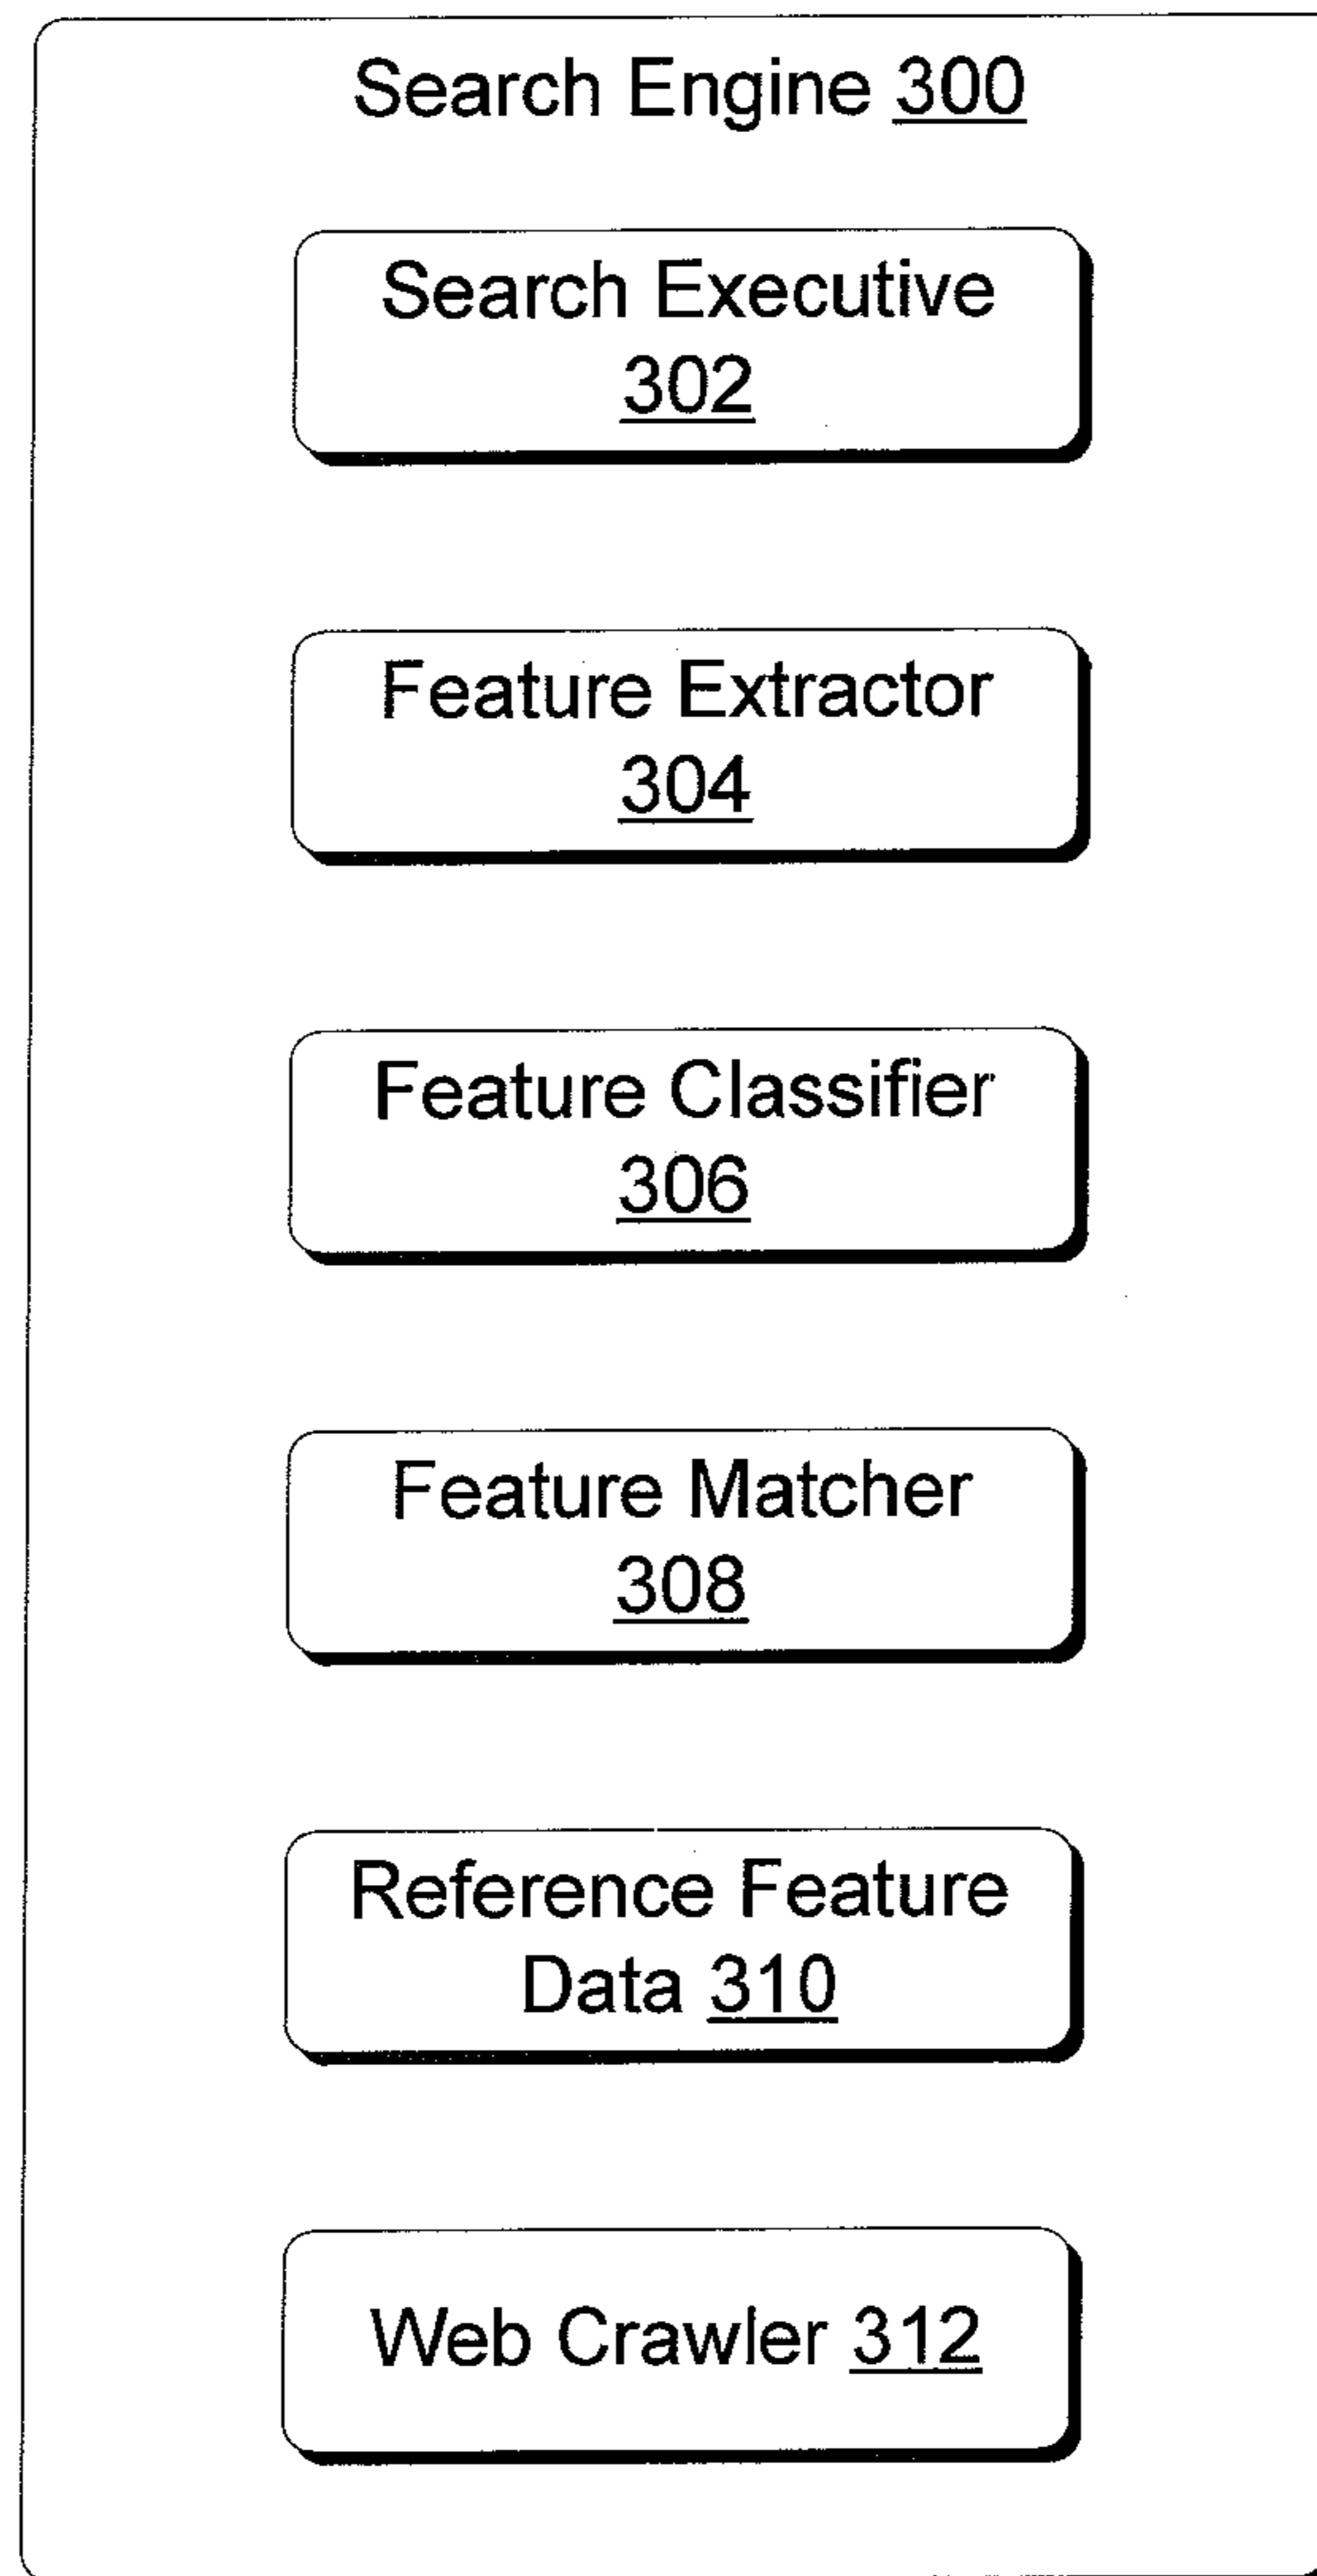 Search Engine 300
Search Executive
302
Feature Extractor
304
Feature Classifier
306
Feature Matcher
308
Reference Feature
Data 310
Web Crawler 312